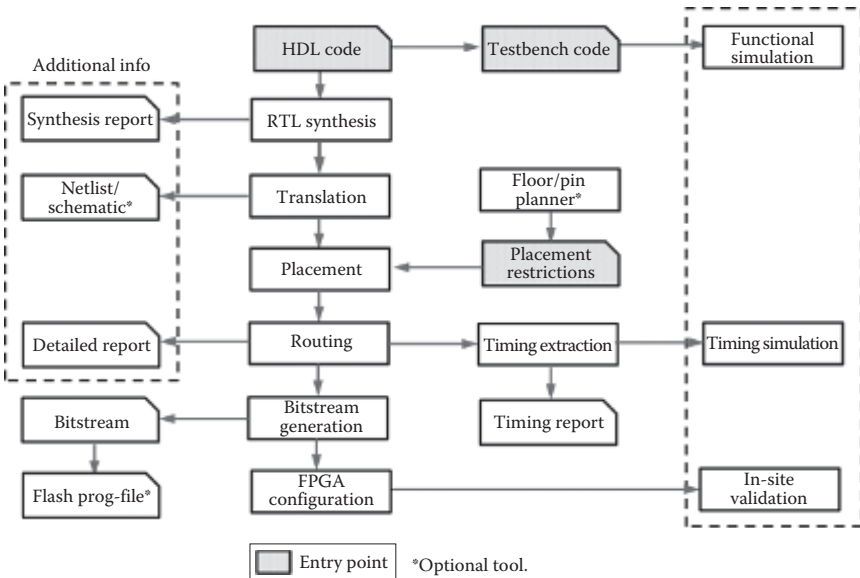 HDL code
Testbench code
Functional
simulation
Additional info
Synthesis report
RTL synthesis
Netlist/
schematic*
Translation
Floor/pin
planner*
Placement
Placement
restrictions
Detailed report
Routing
Timing extraction
Timing simulation
Bitstream
Bitstream
generation
Timing report
Flash prog-file*
FPGA
configuration
In-site
validation
Entry point
*Optional tool.